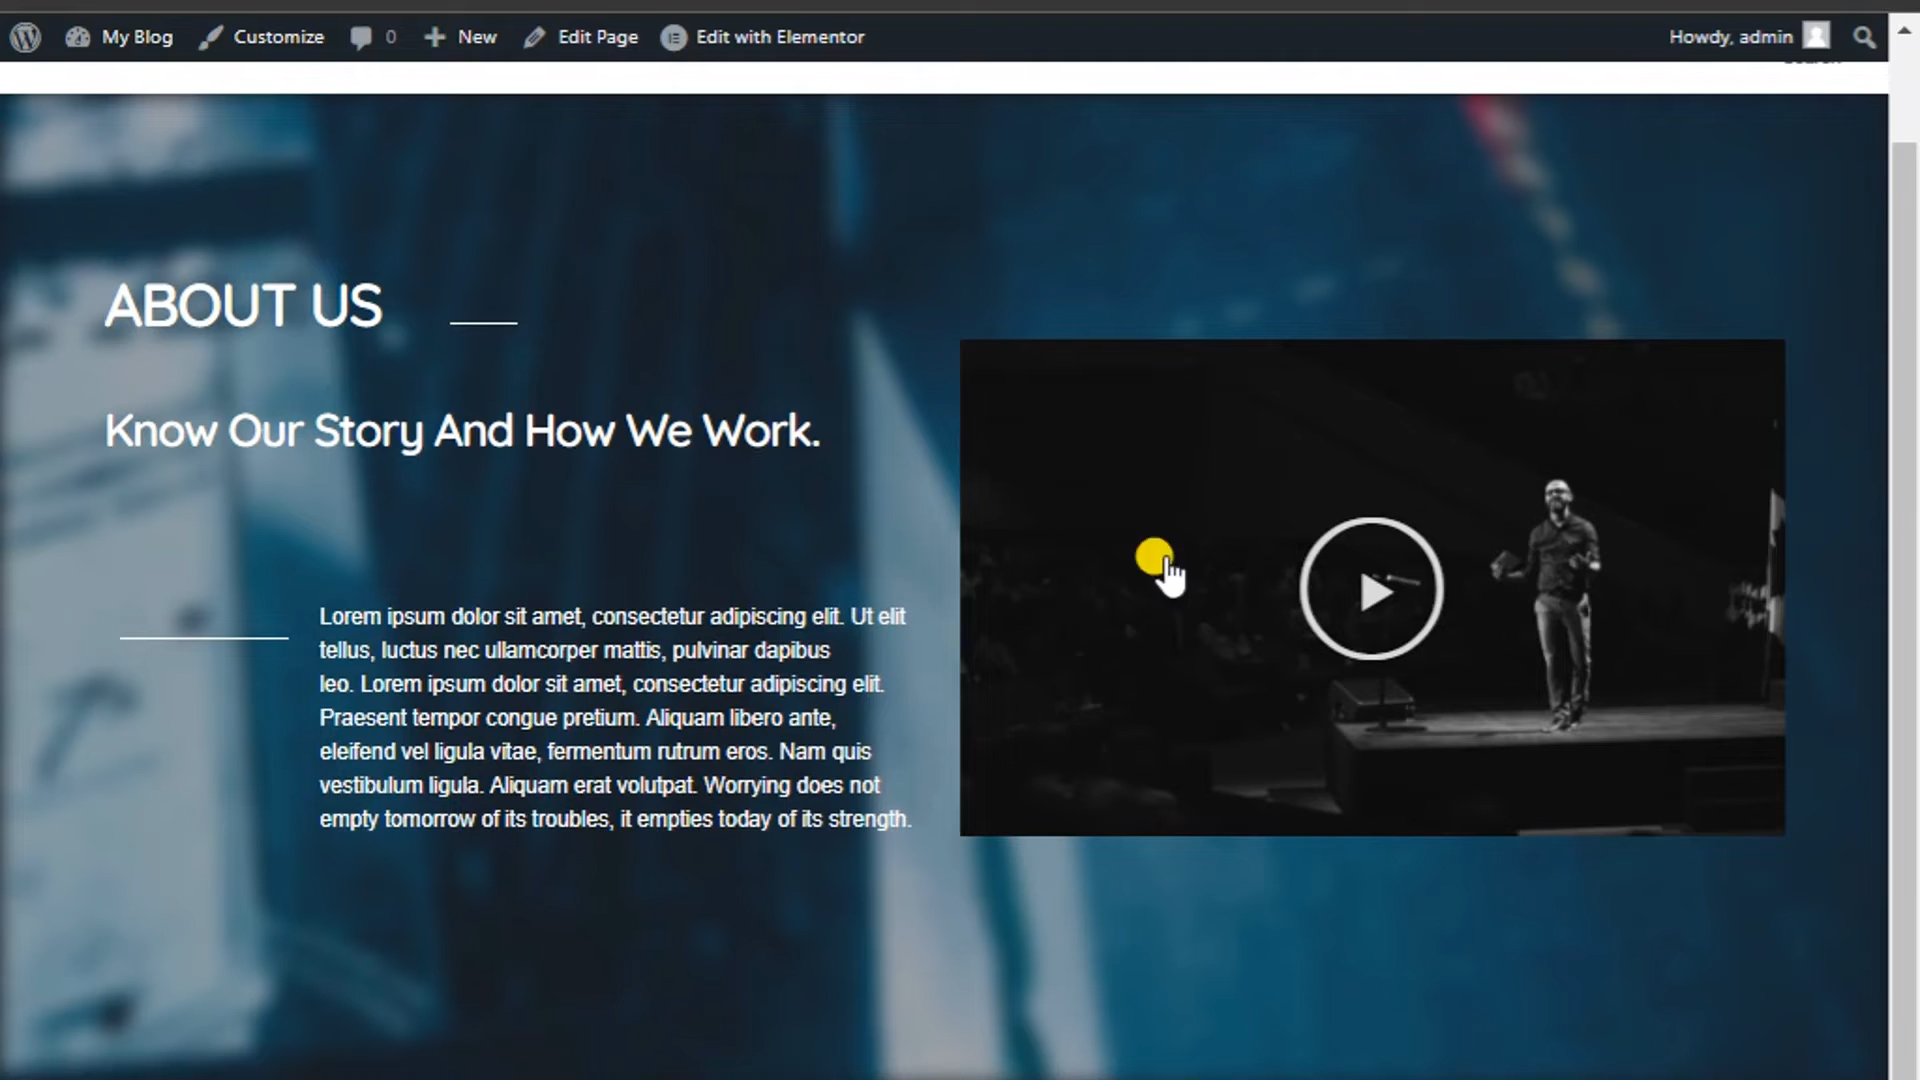 My Blog Customize 0 New Edit Page Edit with Elementor Howdy, admin
ABOUT US
Know Our Story And How We Work.
Lorem ipsum dolor sit amet, consectetur adipiscing elit. Ut elit
tellus, luctus nec ullamcorper mattis, pulvinar dapibus
leo. Lorem ipsum dolor sit amet, consectetur adipiscing elit.
Praesent tempor congue pretium. Aliquam libero ante,
eleifend vel ligula vitae, fermentum rutrum eros. Nam quis
vestibulum ligula. Aliquam erat volutpat. Worrying does not
empty tomorrow of its troubles, it empties today of its strength.